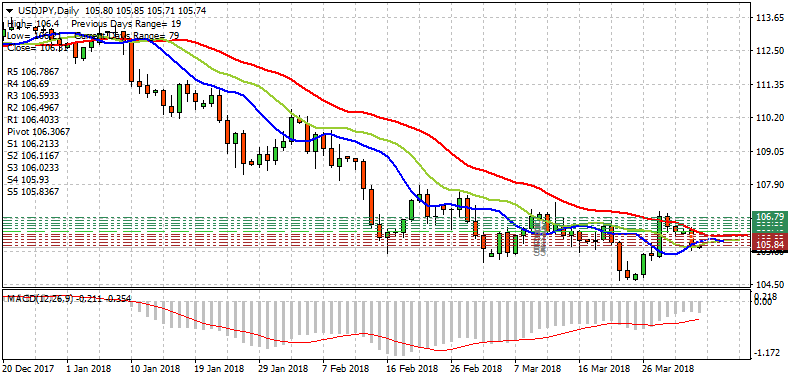 USDJPY,Daily 105.80 105.85 105.71 105.74
High= 106.4 Previous Days Range= 19
Low= Current Days Range= 79
Close=
R5 106.7867
R4 106.69
R3 106.5933
R2 106.4967
R1 106.4033
Pivot 106.3067
S1 106.2133
S2 106.1167
S3 106.0233
S4 105.93
S5 105.8367
113.65
112.50
111.35
110.20
109.05
107.90
106.79
105.84
104.50
MACD(12,26,9) -0.211 -0.354
0.218
0.00
-1.172
20 Dec 2017
1 Jan 2018
10 Jan 2018
19 Jan 2018
29 Jan 2018
7 Feb 2018
16 Feb 2018
26 Feb 2018
7 Mar 2018
16 Mar 2018
26 Mar 2018